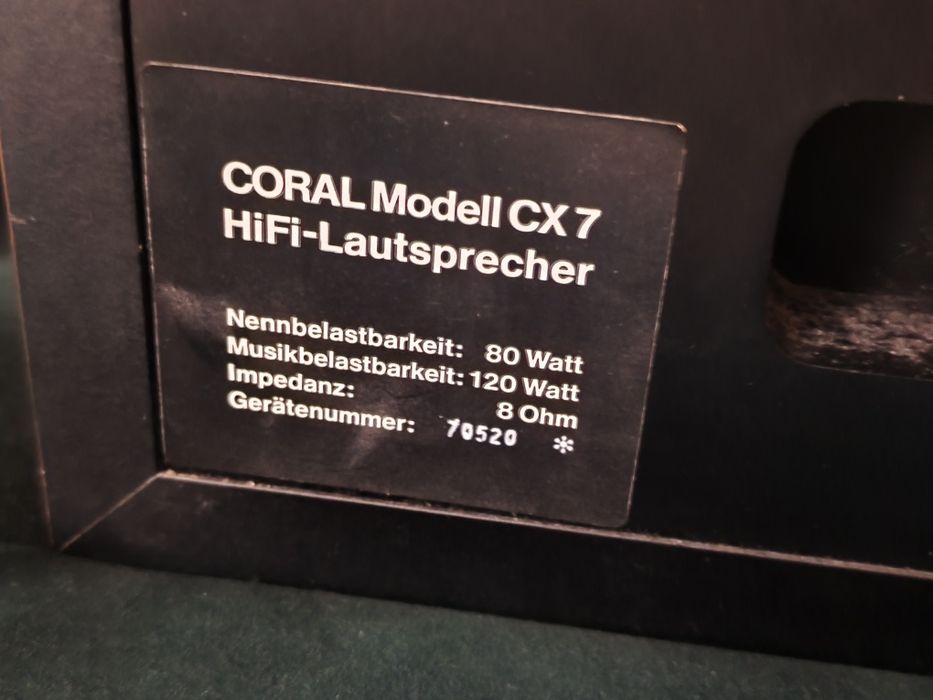 CORAL Modell CX 7
HiFi-Lautsprecher
Nennbelastbarkeit: 80 Watt
Musikbelastbarkeit: 120 Watt
Impedanz: 8 Ohm
Gerätenummer: 70520 *